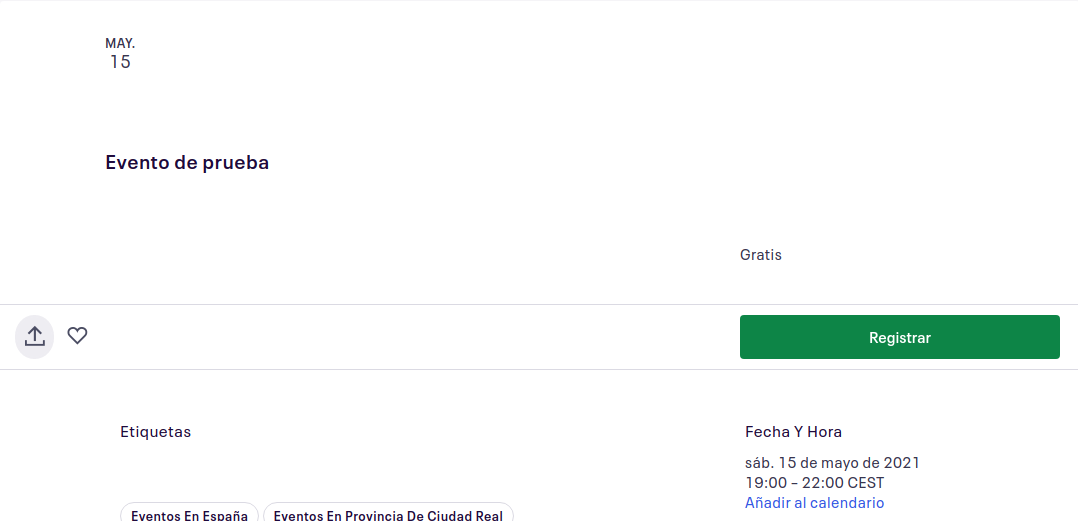 MAY.
15
Evento de prueba
Gratis
Registrar
Etiquetas
Fecha Y Hora
sáb. 15 de mayo de 2021
19:00 – 22:00 CEST
Añadir al calendario
Eventos En España
Eventos En Provincia De Ciudad Real